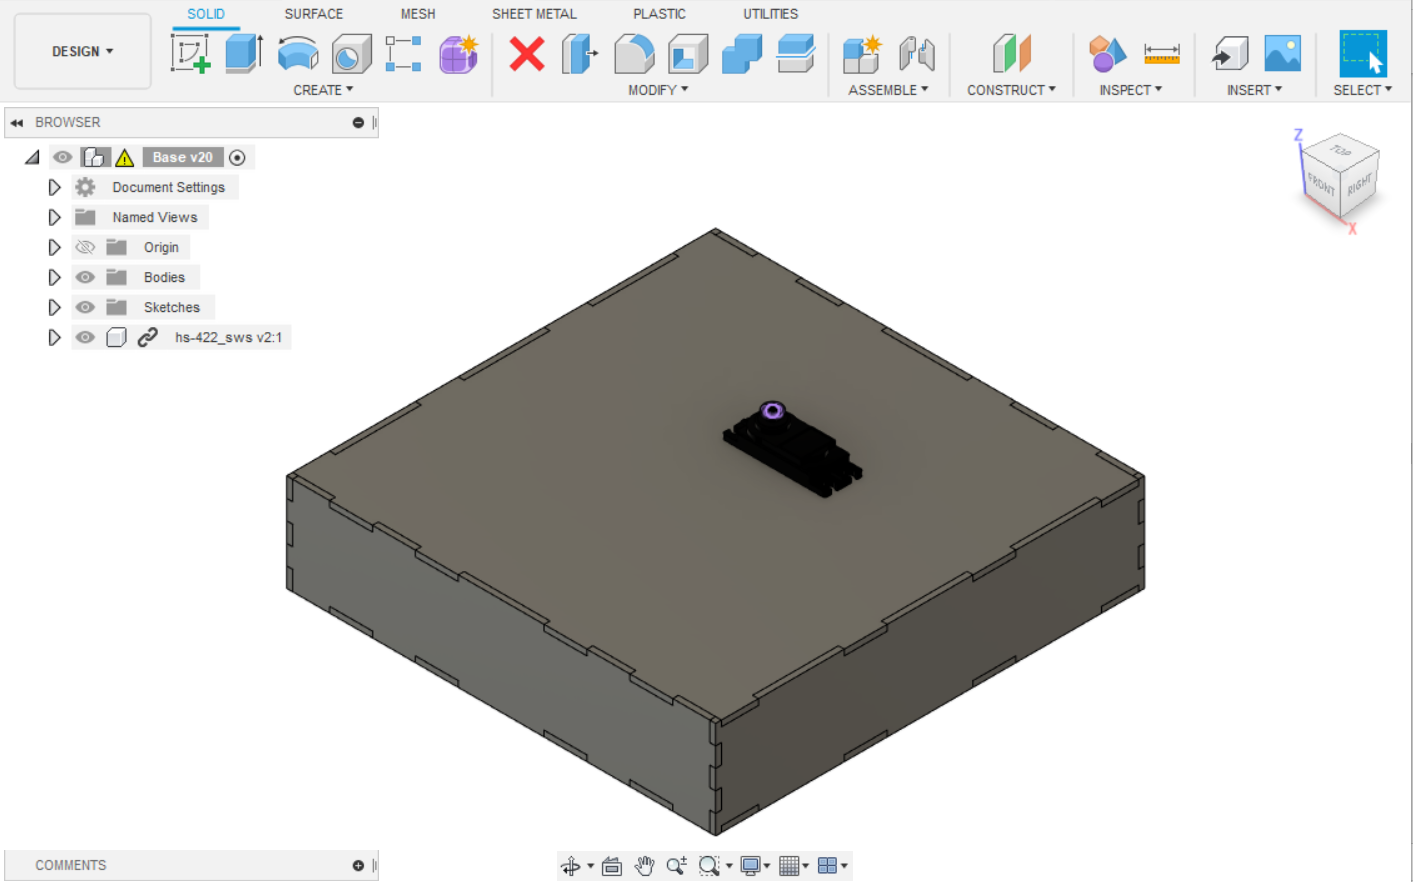 SOLID SURFACE MESH SHEET METAL PLASTIC UTILITIES
DESIGN
CREATE MODIFY ASSEMBLE CONSTRUCT INSPECT INSERT SELECT
BROWSER
Base v20
Document Settings
Named Views
Origin
Bodies
Sketches
hs-422_sws v2:1
Z
TOP
FRONT RIGHT
X
COMMENTS